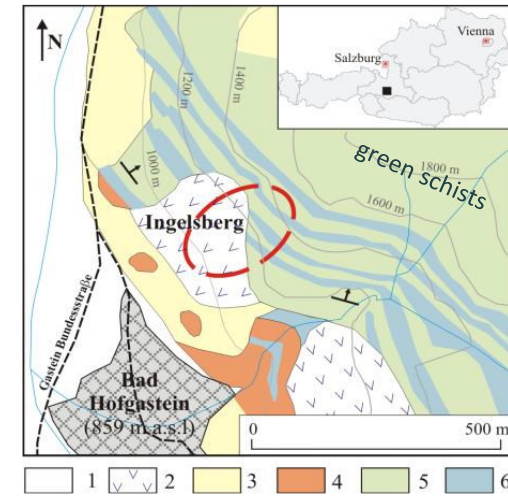 N
Vienna
Salzburg
1200 m
1400 m
1000 m
green schists
1800 m
1600 m
Ingelsberg
Gastein Bundesstraße
Bad
Hofgastein
(859 m.a.s.l)
0 500 m
1 2 3 4 5 6